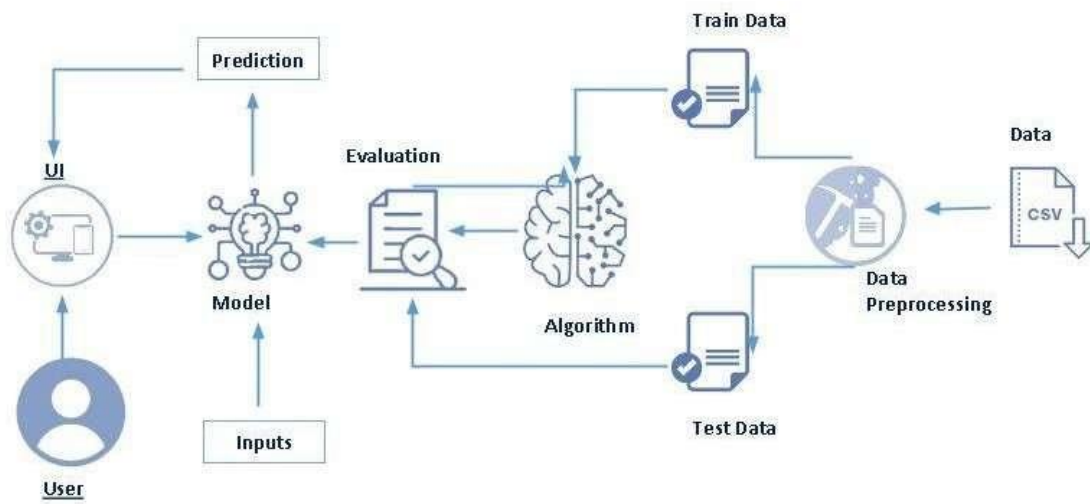 Train Data
Prediction
Data
Evaluation
UI
CSV
Data
Preprocessing
Model
Algorithm
Test Data
Inputs
User